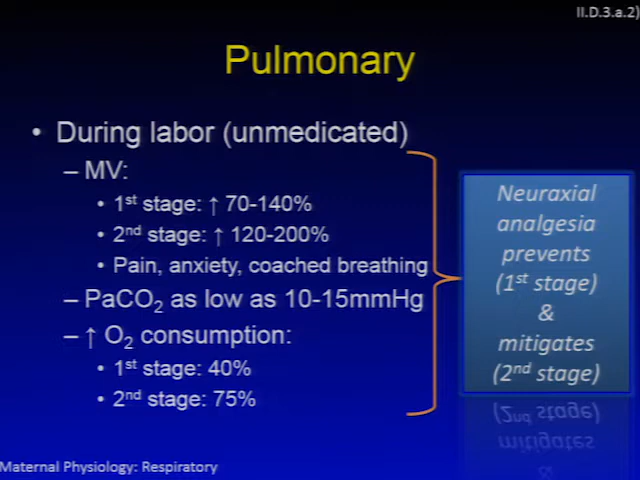 II.D.3.a.2)
Pulmonary
• During labor (unmedicated)
– MV:
• 1st stage: ↑ 70-140%
• 2nd stage: ↑ 120-200%
• Pain, anxiety, coached breathing
– PaCO2 as low as 10-15mmHg
– ↑ O2 consumption:
• 1st stage: 40%
• 2nd stage: 75%
Neuraxial
analgesia
prevents
(1st stage)
&
mitigates
(2nd stage)
Maternal Physiology: Respiratory